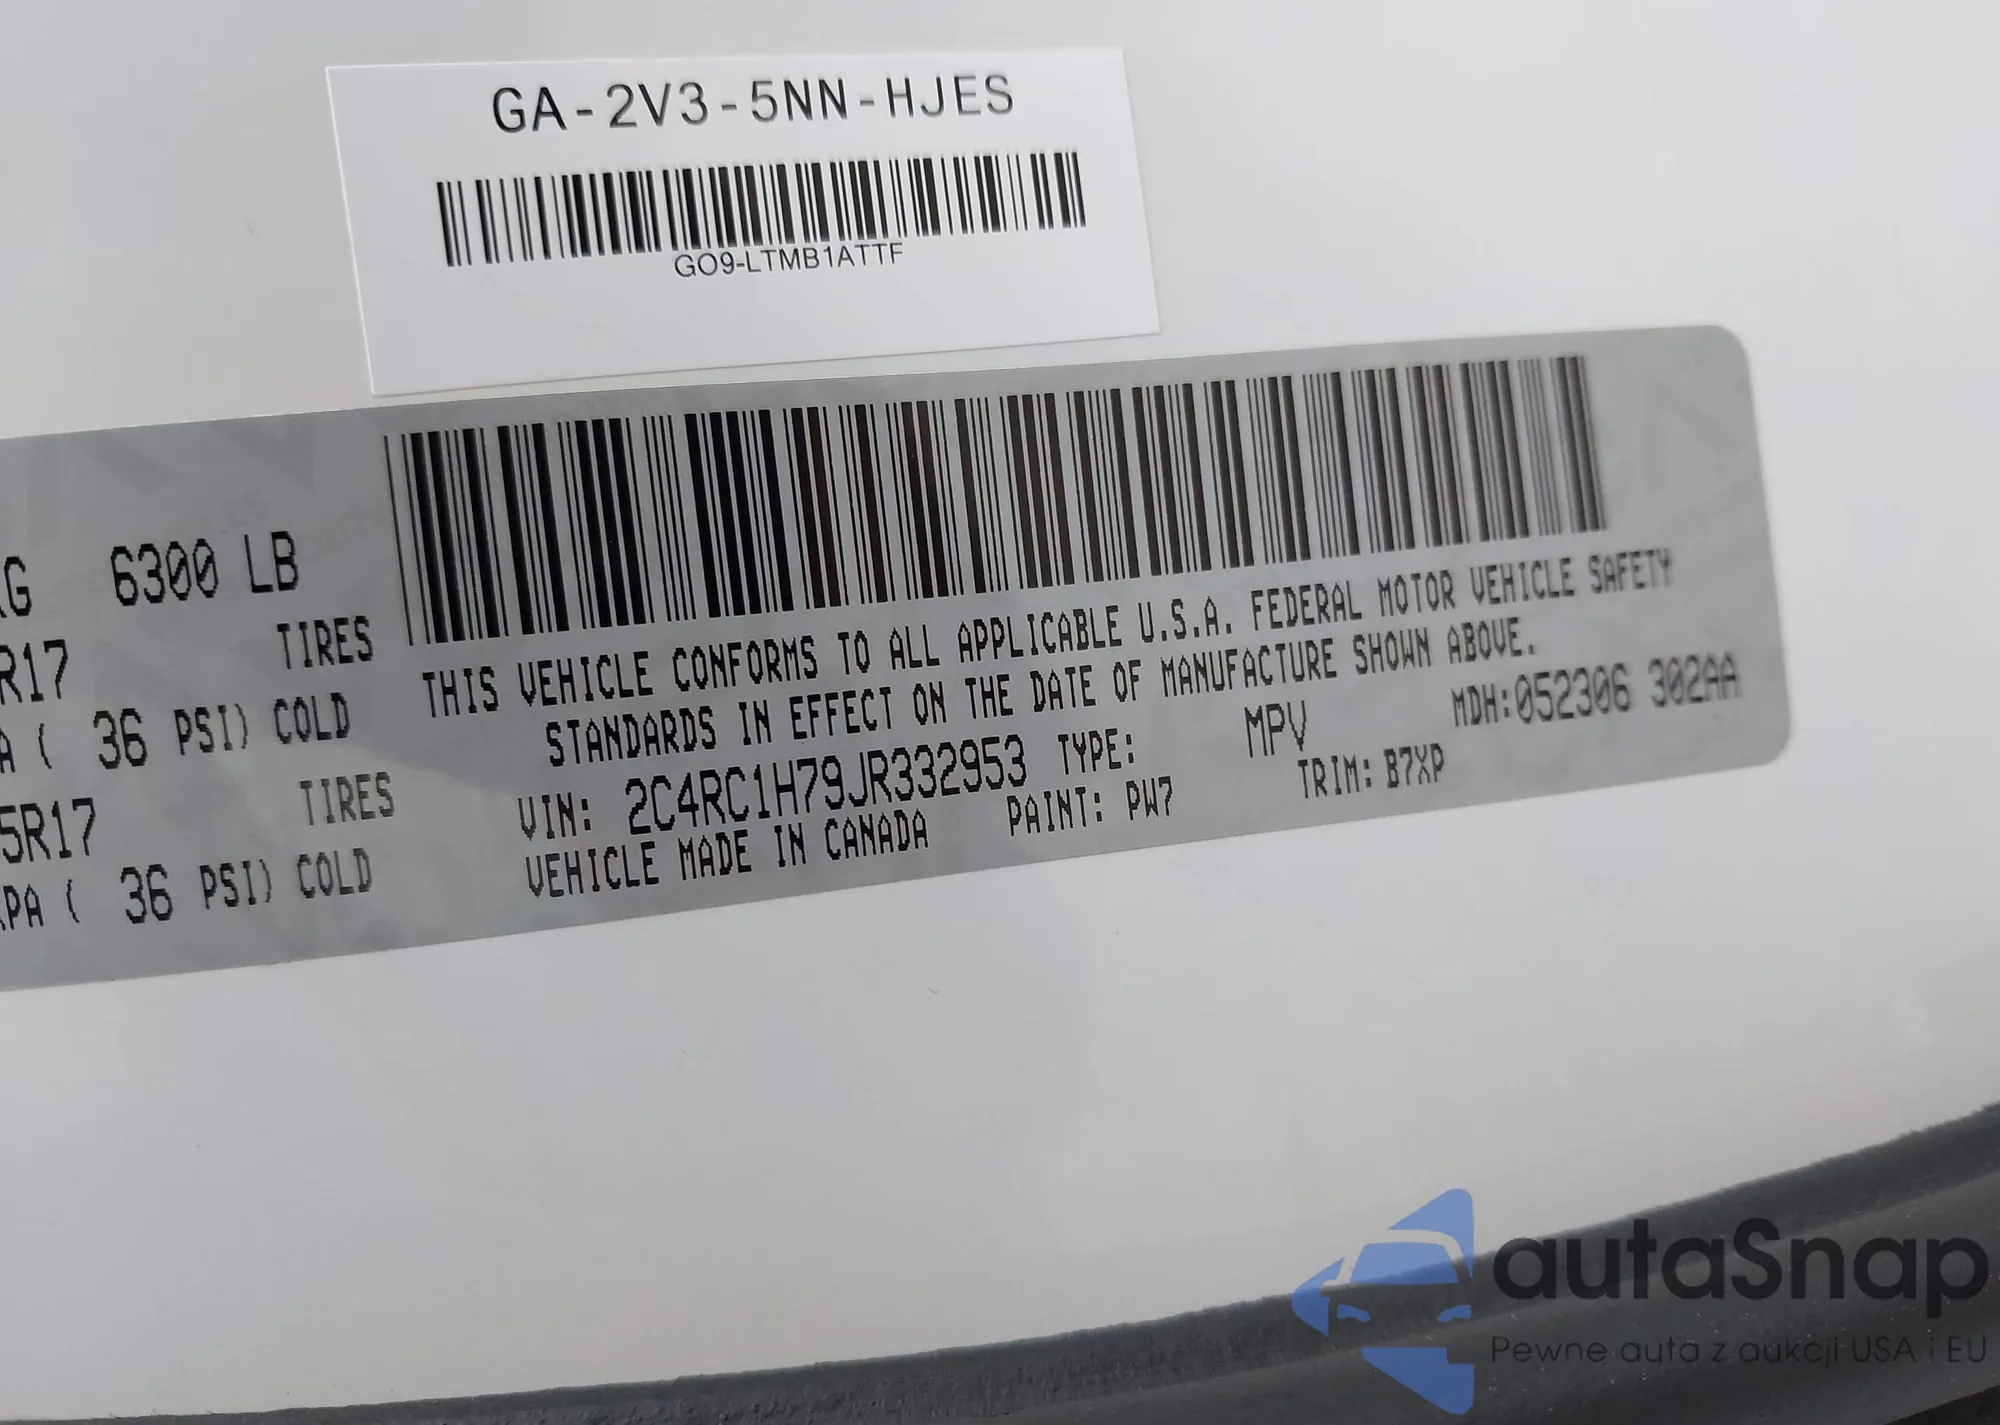 GA-2V3-5NN-HJES
GO9-LTMB1ATTF
6300 LB
R17 TIRES
( 36 PSI) COLD
5R17 TIRES
PA ( 36 PSI) COLD
THIS VEHICLE CONFORMS TO ALL APPLICABLE U.S.A. FEDERAL MOTOR VEHICLE SAFETY
STANDARDS IN EFFECT ON THE DATE OF MANUFACTURE SHOWN ABOVE.
VIN: 2C4RC1H79JR332953 TYPE: MPV MDH:052306 302AA
VEHICLE MADE IN CANADA PAINT: PW7 TRIM: B7XP
autaSnap
Pewne auta z aukcji USA i EU